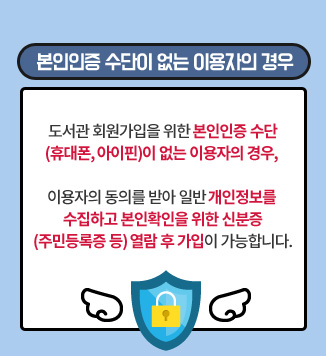 본인인증 수단이 없는 이용자의 경우
도서관 회원가입을 위한 본인인증 수단
(휴대폰, 아이핀)이 없는 이용자의 경우,
이용자의 동의를 받아 일반 개인정보를
수집하고 본인확인을 위한 신분증
(주민등록증 등) 열람 후 가입이 가능합니다.